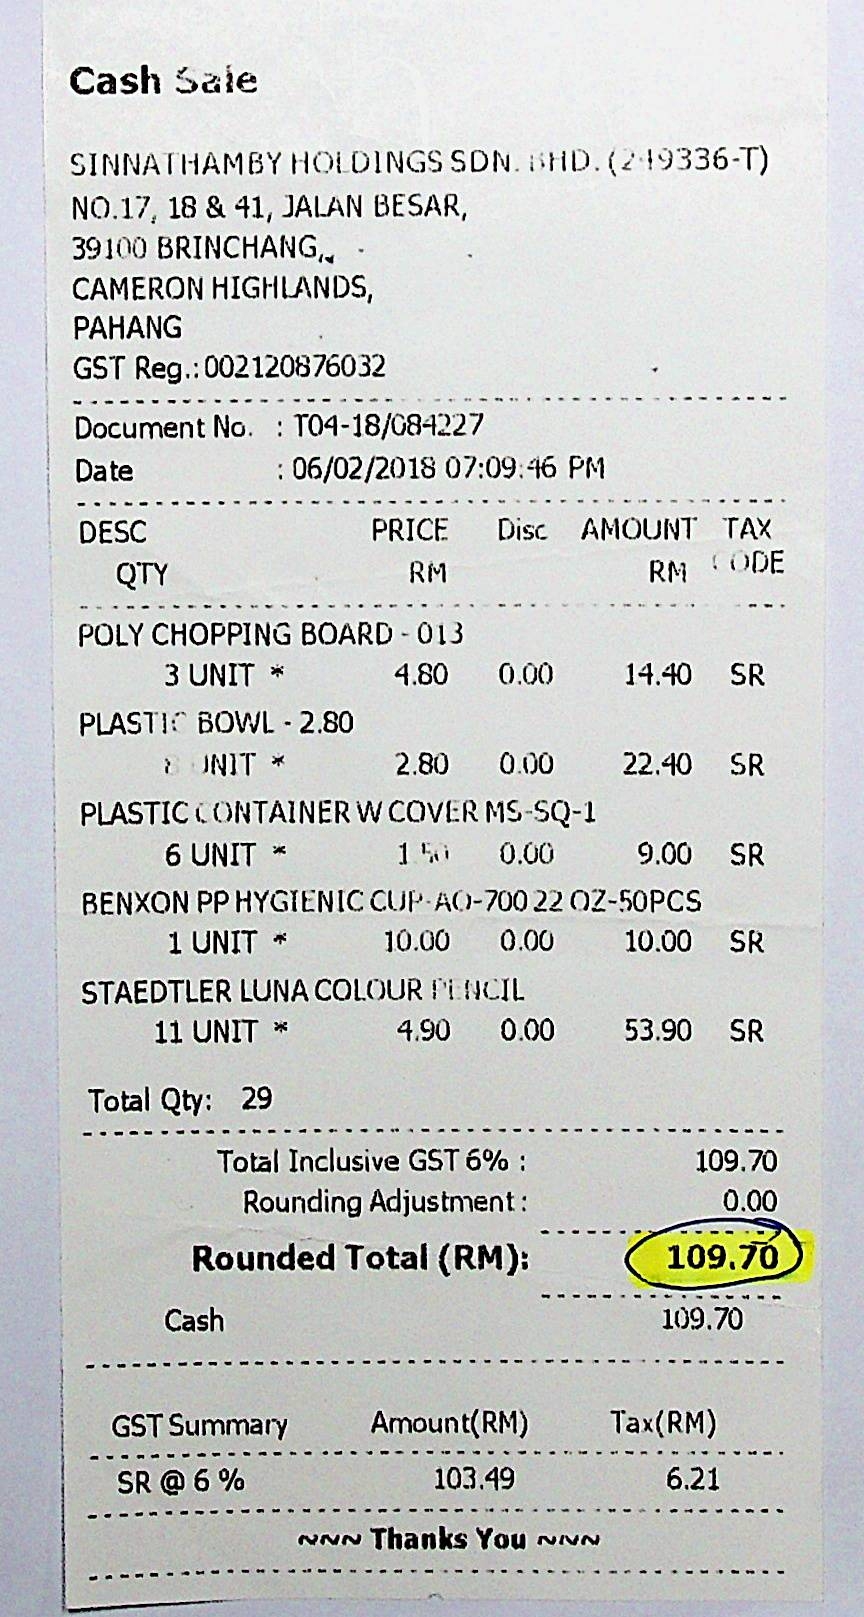 Cash Sale
SINNATHAMBY HOLDINGS SDN. BHD. (249336-T)
NO.17, 18 & 41, JALAN BESAR,
39100 BRINCHANG,
CAMERON HIGHLANDS,
PAHANG
GST Reg.:002120876032
Document No. : T04-18/084227
Date : 06/02/2018 07:09:46 PM
DESC PRICE Disc AMOUNT TAX
QTY RM RM CODE
POLY CHOPPING BOARD - 013
3 UNIT * 4.80 0.00 14.40 SR
PLASTIC BOWL - 2.80
8 UNIT * 2.80 0.00 22.40 SR
PLASTIC CONTAINER W COVER MS-SQ-1
6 UNIT * 1.50 0.00 9.00 SR
BENXON PP HYGIENIC CUP-AO-700 22 OZ-50PCS
1 UNIT * 10.00 0.00 10.00 SR
STAEDTLER LUNA COLOUR PENCIL
11 UNIT * 4.90 0.00 53.90 SR
Total Qty: 29
Total Inclusive GST 6% : 109.70
Rounding Adjustment : 0.00
Rounded Total (RM): 109.70
Cash 109.70
GST Summary Amount(RM) Tax(RM)
SR @ 6 % 103.49 6.21
~~~ Thanks You ~~~